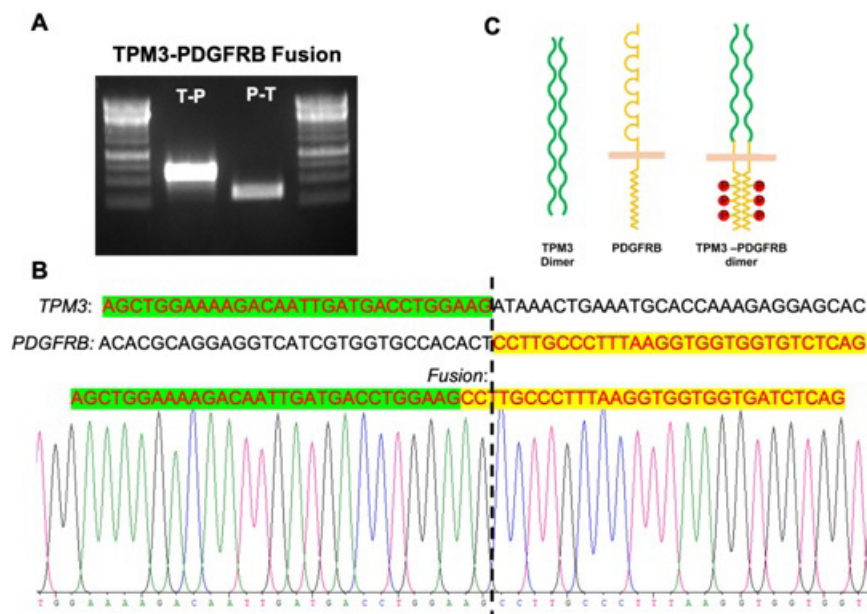 A
C
TPM3-PDGFRB Fusion
T-P P-T
P P
P P
P P
TPM3 Dimer
PDGFRB
TPM3 –PDGFRB dimer
B
TPM3: AGCTGGAAAAGACAATTGATGACCTGGAAGATAAACTGAAATGCACCAAAGAGGAGCAC
PDGFRB: ACACGCAGGAGGTCATCGTGGTGCCACACTCCTTGCCCTTTAAGGTGGTGGTGTCTCAG
Fusion:
AGCTGGAAAAGACAATTGATGACCTGGAAGCCTTGCCCTTTAAGGTGGTGGTGATCTCAG
T G G A A A A G A C A A T T G A T G A C C T G G A A G C C T T G C C C T T T A A G G T G G T G G